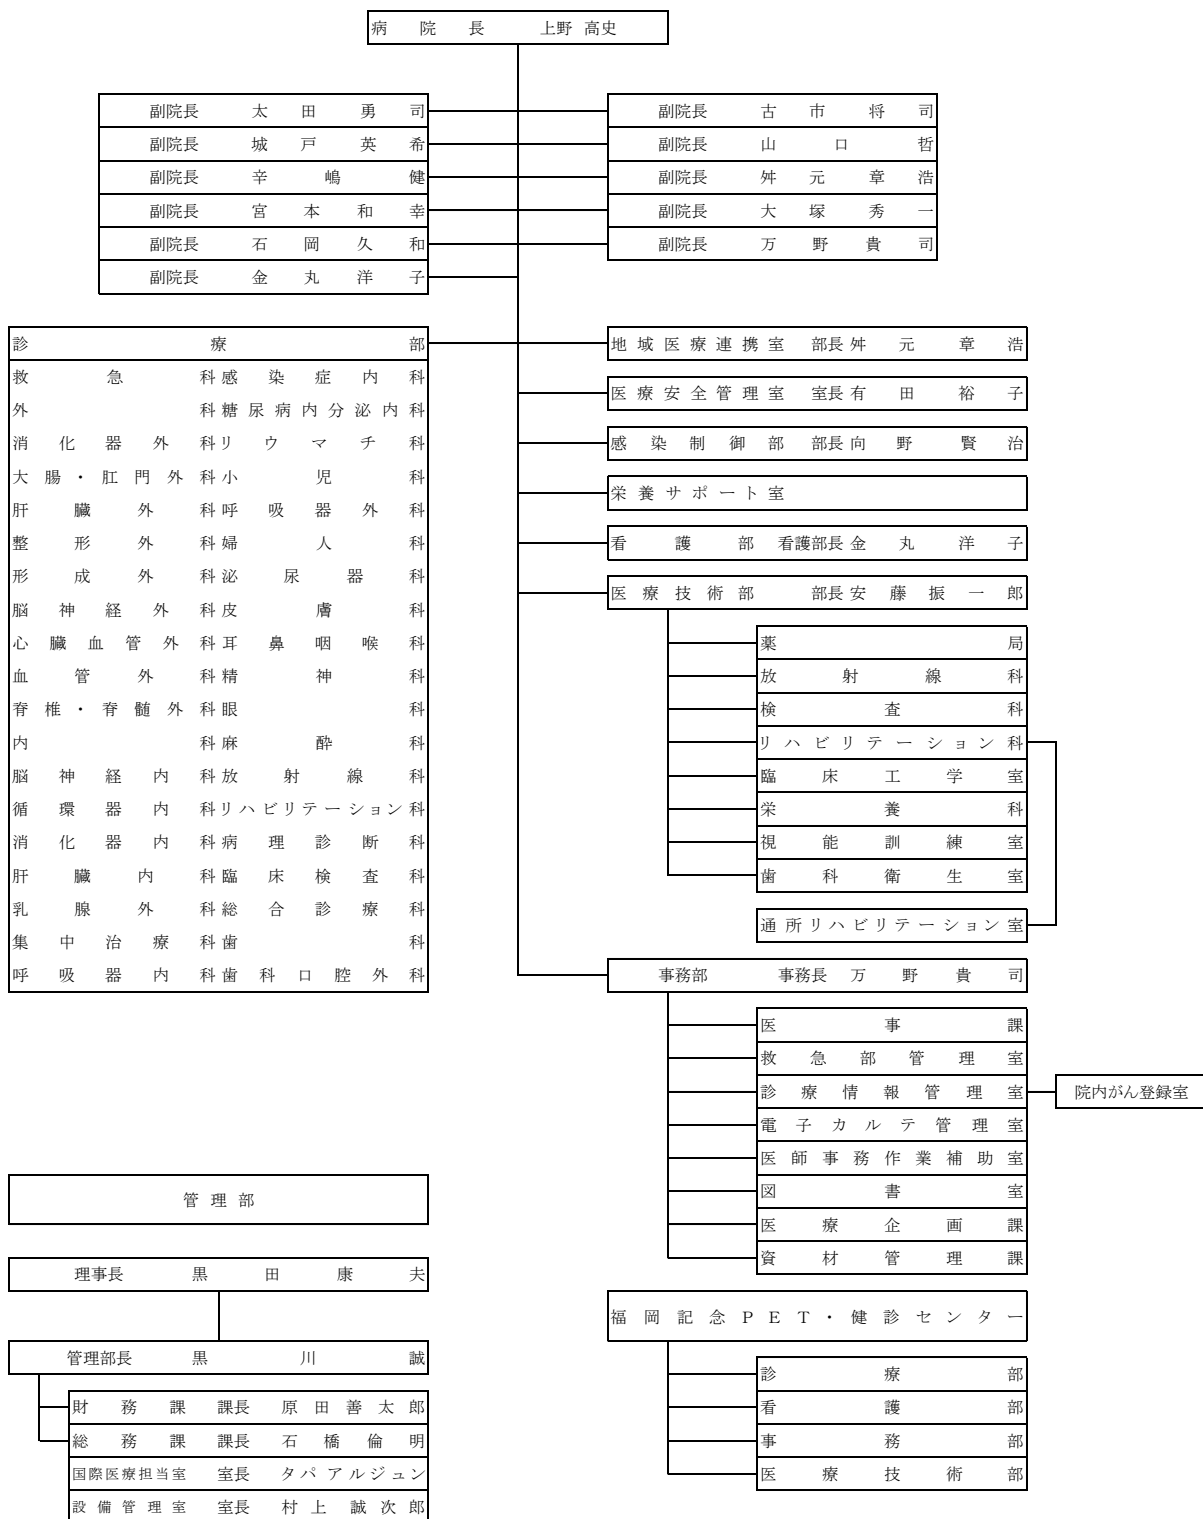 病院長 上野 高史
副院長 太田勇司
副院長 城戸英希
副院長 辛嶋健
副院長 宮本和幸
副院長 石岡久和
副院長 金丸洋子
副院長 古市将司
副院長 山口哲
副院長 舛元章浩
副院長 大塚秀一
副院長 万野貴司
診療部
救急科 感染症内科
外科 糖尿病内分泌内科
消化器外科 リウマチ科
大腸・肛門外科 小児科
肝臓外科 呼吸器外科
整形外科 婦人科
形成外科 泌尿器科
脳神経外科 皮膚科
心臓血管外科 耳鼻咽喉科
血管外科 精神科
脊椎・脊髄外科 眼科
内科 麻酔科
脳神経内科 放射線科
循環器内科 リハビリテーション科
消化器内科 病理診断科
肝臓内科 臨床検査科
乳腺外科 総合診療科
集中治療科 歯科
呼吸器内科 歯科口腔外科
地域医療連携室 部長 舛元章浩
医療安全管理室 室長 有田裕子
感染制御部 部長 向野賢治
栄養サポート室
看護部 看護部長 金丸洋子
医療技術部 部長 安藤振一郎
薬局
放射線科
検査科
リハビリテーション科
臨床工学室
栄養科
視能訓練室
歯科衛生室
通所リハビリテーション室
事務部 事務長 万野貴司
医事課
救急部管理室
診療情報管理室
院内がん登録室
電子カルテ管理室
医師事務作業補助室
図書室
医療企画課
資材管理課
福岡記念PET・健診センター
診療部
看護部
事務部
医療技術部
管理部
理事長 黒田康夫
管理部長 黒川誠
財務課 課長 原田善太郎
総務課 課長 石橋倫明
国際医療担当室 室長 タパ アルジュン
設備管理室 室長 村上誠次郎